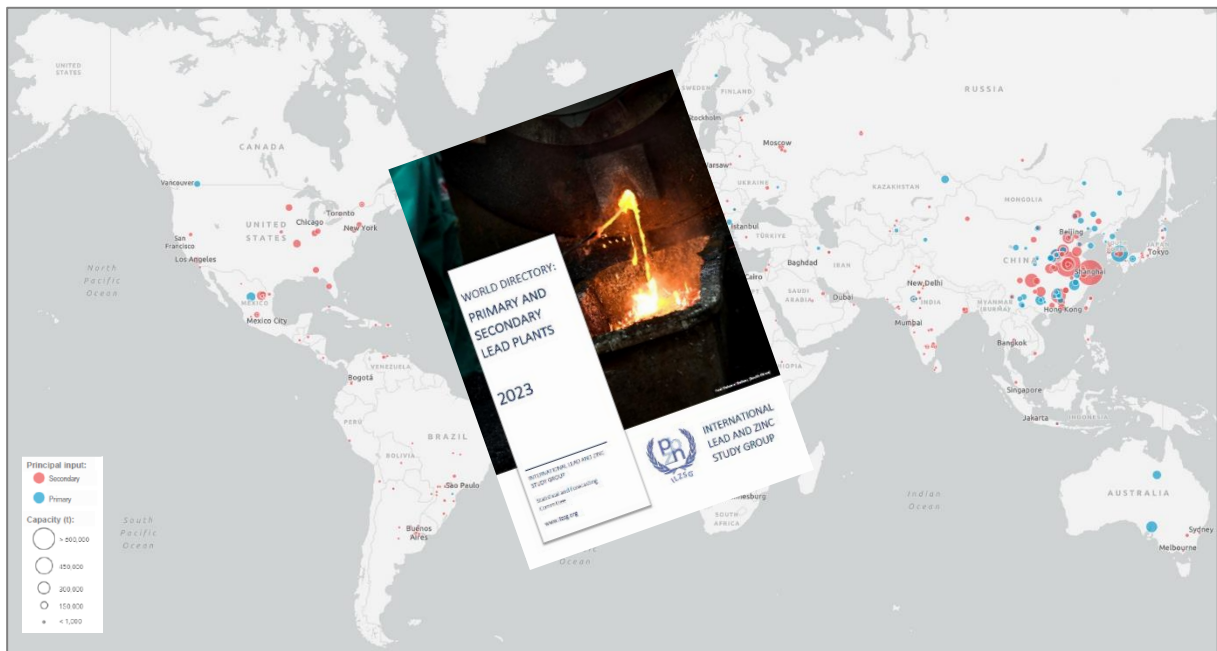 UNITED
STATES
CANADA
Vancouver
UNITED
STATES
Chicago
Toronto
New York
San
Francisco
Los Angeles
MEXICO
Mexico City
North
Pacific
Ocean
VENEZUELA
Bogotá
PERU
BRAZIL
BOLIVIA
São Paulo
Buenos
Aires
South
Pacific
Ocean
SWEDEN
FINLAND
Stockholm
RUSSIA
Moscow
Warsaw
UKRAINE
KAZAKHSTAN
MONGOLIA
Istanbul
TÜRKIYE
Baghdad
IRAN
Cairo
SAUDI
ARABIA
Dubai
New Delhi
INDIA
Mumbai
CHINA
Beijing
Shanghai
Hong Kong
JAPAN
Tokyo
MYANMAR
(BURMA)
Bangkok
Singapore
Jakarta
INDONESIA
Indian
Ocean
SOUTH
AFRICA
AUSTRALIA
Sydney
Melbourne
Ocean
WORLD DIRECTORY:
PRIMARY AND
SECONDARY
LEAD PLANTS
2023
INTERNATIONAL LEAD AND ZINC
STUDY GROUP
Statistical and Forecasting
Committee
www.ilzsg.org
ILZSG
INTERNATIONAL
LEAD AND ZINC
STUDY GROUP
Principal input:
Secondary
Primary
Capacity (t):
450,000
150,000
< 1,000